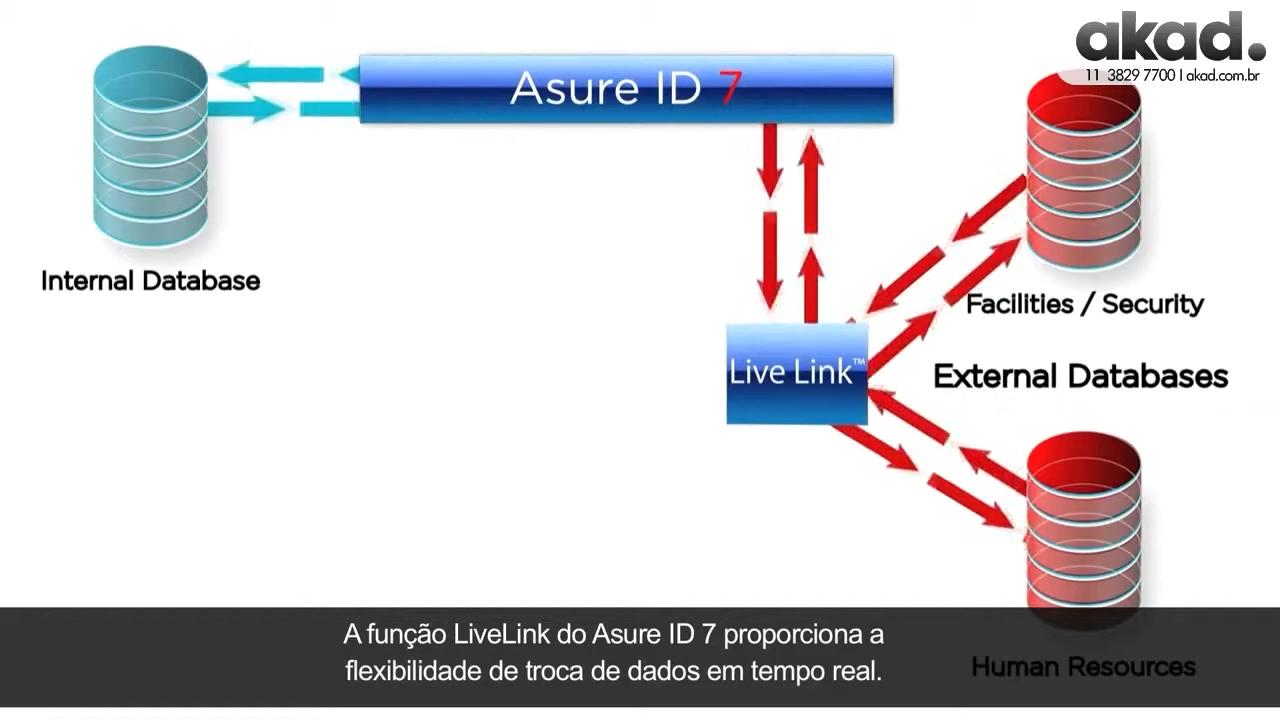 akad.
11 3829 7700 | akad.com.br
Asure ID 7
Internal Database
Facilities / Security
Live Link™
External Databases
A função LiveLink do Asure ID 7 proporciona a
flexibilidade de troca de dados em tempo real.
Human Resources